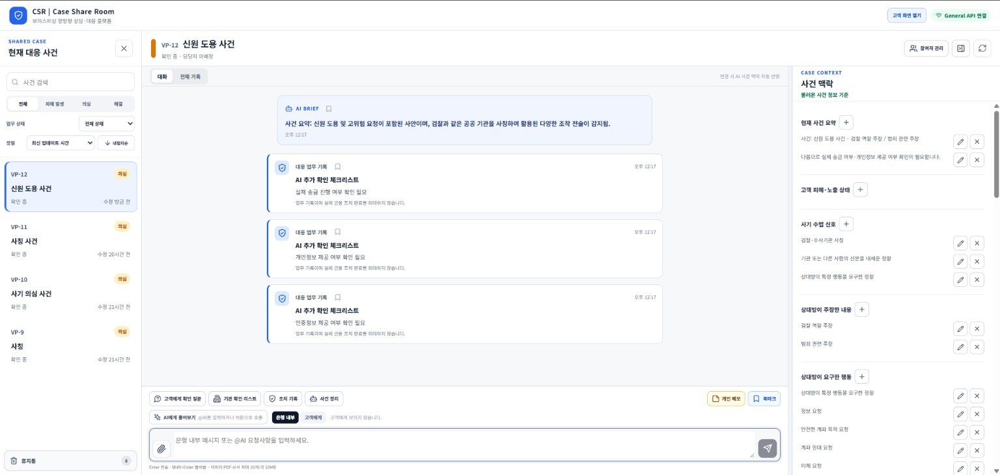 CSR | Case Share Room
보이스피싱 양방향 상담·대응 플랫폼
고객 화면 열기
General API 연결
SHARED CASE
현재 대응 사건
사건 검색
전체
피해 발생
의심
해결
업무 상태
전체 상태
정렬
최신 업데이트 시간
내림차순
VP-12
의심
신원 도용 사건
확인 중
수정 방금 전
VP-11
의심
사칭 사건
확인 중
수정 20시간 전
VP-10
의심
사기 의심 사건
확인 중
수정 21시간 전
VP-9
의심
사칭
확인 중
수정 21시간 전
휴지통
8
VP-12 신원 도용 사건
확인 중 · 담당자 미배정
참여자 관리
대화
전체 기록
변경 시 AI 사건 맥락 자동 반영
AI BRIEF
사건 요약: 신원 도용 및 고위험 요청이 포함된 사안이며, 검찰과 같은 공공 기관을 사칭하여 활용된 다양한 조작 전술이 감지됨.
오후 12:17
대응 업무 기록
오후 12:17
AI 추가 확인 체크리스트
실제 송금 진행 여부 확인 필요
업무 기록이며 실제 금융 조치 완료를 의미하지 않습니다.
대응 업무 기록
오후 12:17
AI 추가 확인 체크리스트
개인정보 제공 여부 확인 필요
업무 기록이며 실제 금융 조치 완료를 의미하지 않습니다.
대응 업무 기록
오후 12:17
AI 추가 확인 체크리스트
인증정보 제공 여부 확인 필요
업무 기록이며 실제 금융 조치 완료를 의미하지 않습니다.
고객에게 확인 질문
기관 확인 리스트
조치 기록
사건 정리
개인 메모
북마크
AI에게 물어보기 @AI를 입력하거나 버튼으로 호출
은행 내부
고객에게
고객에게 보이지 않습니다.
은행 내부 메시지 또는 @AI 요청사항을 입력하세요.
Enter 전송 · Shift+Enter 줄바꿈 · 이미지·PDF·문서 최대 10개/각 10MB
CASE CONTEXT
사건 맥락
불러온 사건 정보 기준
현재 사건 요약
사건: 신원 도용 사건 · 검찰 역할 주장 / 범죄 관련 주장
다음으로 실제 송금 여부·개인정보 제공 여부 확인이 필요합니다.
고객 피해·노출 상태
사기 수법 신호
검찰·수사기관 사칭
기관 또는 다른 사람의 신분을 내세운 정황
상대방이 특정 행동을 요구한 정황
상대방이 주장한 내용
검찰 역할 주장
범죄 관련 주장
상대방이 요구한 행동
상대방이 특정 행동을 요구한 정황
정보 요청
안전한 계좌 목적 요청
계좌 임대 요청
이체 요청